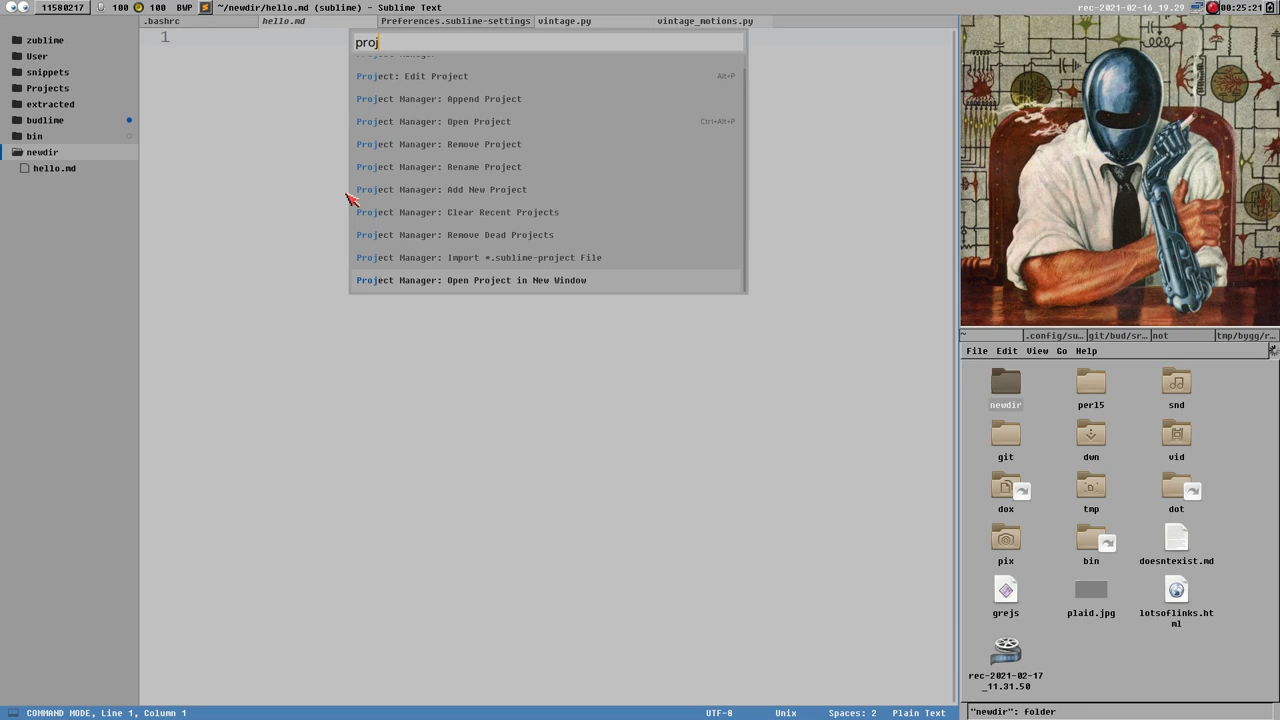 11580217 100 100 BWP ~/newdir/hello.md (sublime) - Sublime Text rec-2021-02-16_19.29 00:25:21
.bashrc hello.md Preferences.sublime-settings vintage.py vintage_motions.py
zublime
User
snippets
Projects
extracted
budlime
bin
newdir
hello.md
1
proj
Project: Edit Project Alt+P
Project Manager: Append Project
Project Manager: Open Project Ctrl+Alt+P
Project Manager: Remove Project
Project Manager: Rename Project
Project Manager: Add New Project
Project Manager: Clear Recent Projects
Project Manager: Remove Dead Projects
Project Manager: Import *.sublime-project File
Project Manager: Open Project in New Window
~ .config/su… git/bud/sr… not tmp/bygg/r…
File Edit View Go Help
newdir perl5 snd
git dwn vid
dox tmp dot
pix bin doesntexist.md
grejs plaid.jpg lotsoflinks.ht
ml
rec-2021-02-17
_11.31.50
"newdir": folder
COMMAND MODE, Line 1, Column 1 UTF-8 Unix Spaces: 2 Plain Text